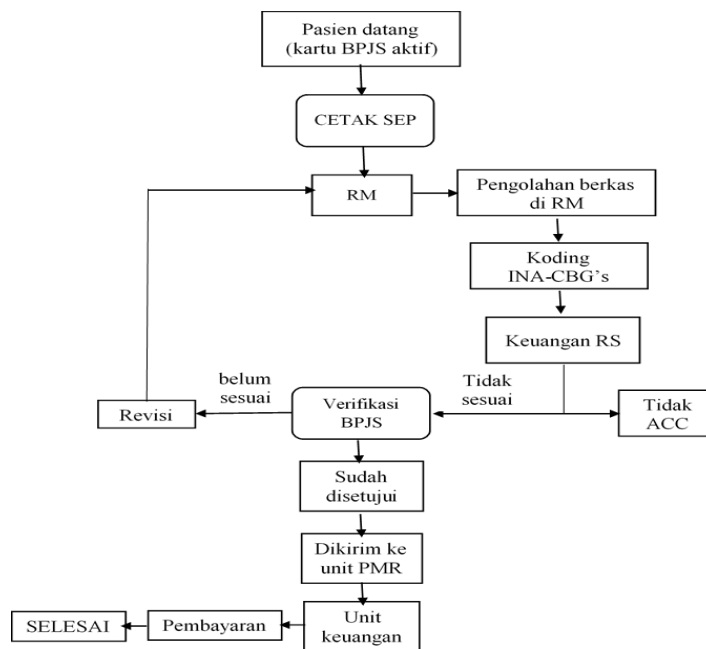 Pasien datang
(kartu BPJS aktif)
CETAK SEP
RM
Pengolahan berkas
di RM
Koding
INA-CBG's
Keuangan RS
belum
sesuai
Tidak
sesuai
Revisi
Verifikasi
BPJS
Tidak
ACC
Sudah
disetujui
Dikirim ke
unit PMR
SELESAI
Pembayaran
Unit
keuangan